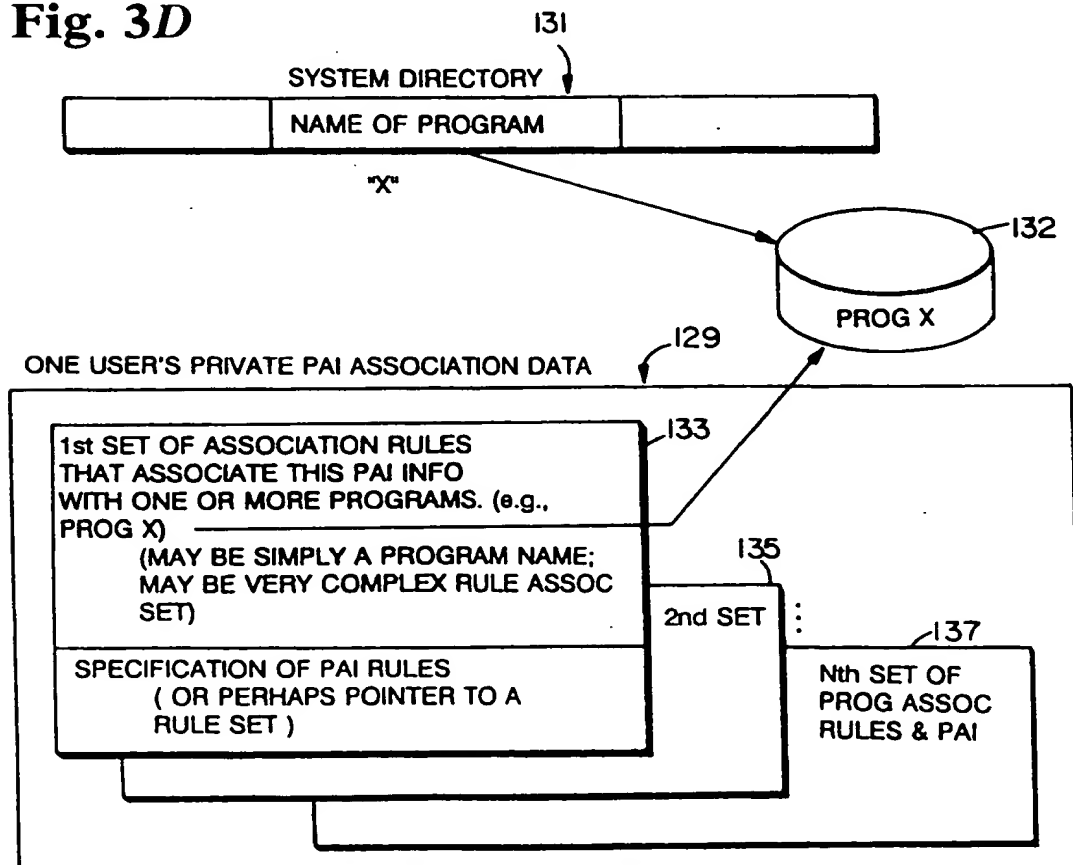 Fig. 3D
131
SYSTEM DIRECTORY
NAME OF PROGRAM
"X"
132
PROG X
129
ONE USER'S PRIVATE PAI ASSOCIATION DATA
133
1st SET OF ASSOCIATION RULES
THAT ASSOCIATE THIS PAI INFO
WITH ONE OR MORE PROGRAMS. (e.g.,
PROG X)
(MAY BE SIMPLY A PROGRAM NAME;
MAY BE VERY COMPLEX RULE ASSOC
SET)
SPECIFICATION OF PAI RULES
( OR PERHAPS POINTER TO A
RULE SET )
135
2nd SET
137
Nth SET OF
PROG ASSOC
RULES & PAI